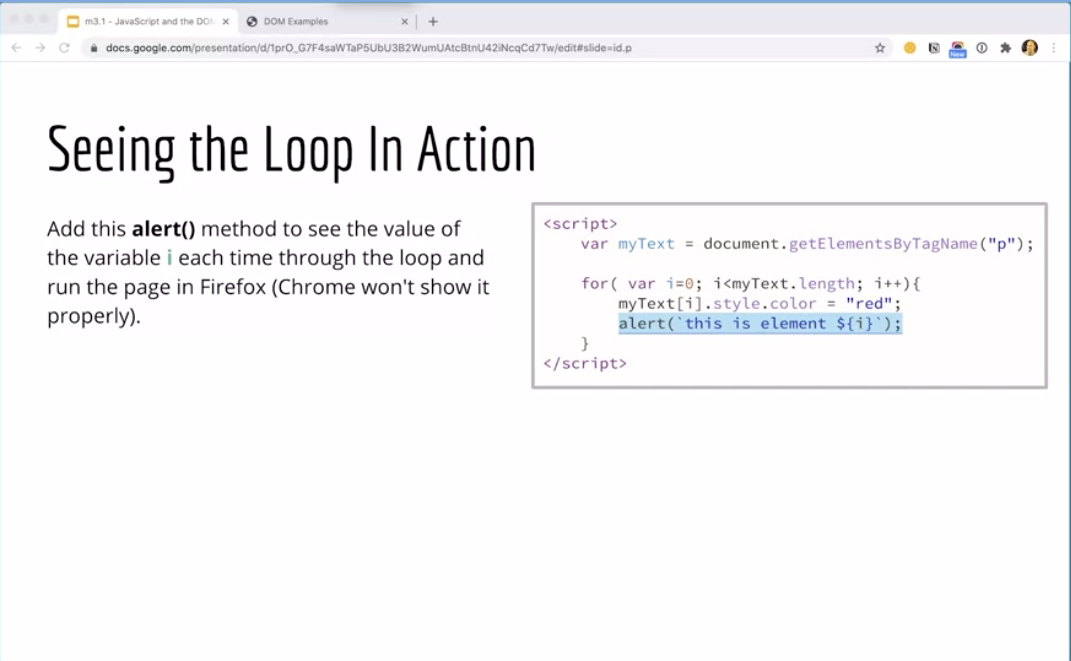 m3.1 - JavaScript and the DOM
DOM Examples
docs.google.com/presentation/d/1prO_G7F4saWTaP5UbU3B2WumUAtcBtnU42iNcqCd7Tw/edit#slide=id.p
New
Seeing the Loop In Action
Add this alert() method to see the value of
the variable i each time through the loop and
run the page in Firefox (Chrome won't show it
properly).
<script>
var myText = document.getElementsByTagName("p");
for( var i=0; i<myText.length; i++){
myText[i].style.color = "red";
alert(`this is element ${i}`);
}
</script>